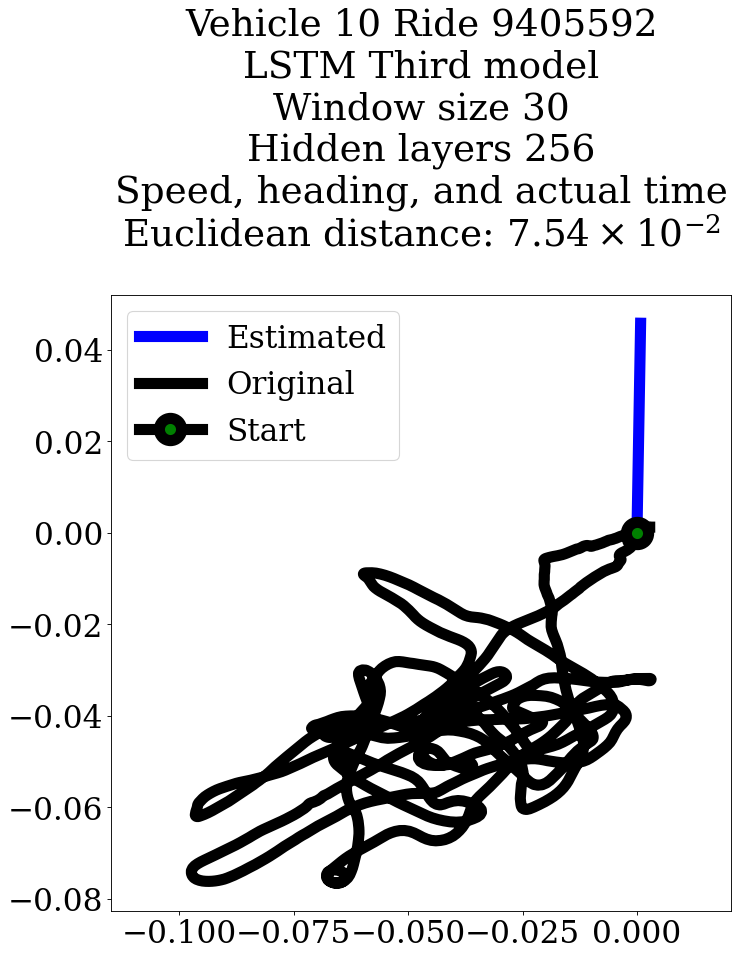 Vehicle 10 Ride 9405592
LSTM Third model
Window size 30
Hidden layers 256
Speed, heading, and actual time
Euclidean distance: 7.54 × 10⁻²
Estimated
Original
Start
0.04
0.02
0.00
−0.02
−0.04
−0.06
−0.08
−0.100 −0.075 −0.050 −0.025 0.000